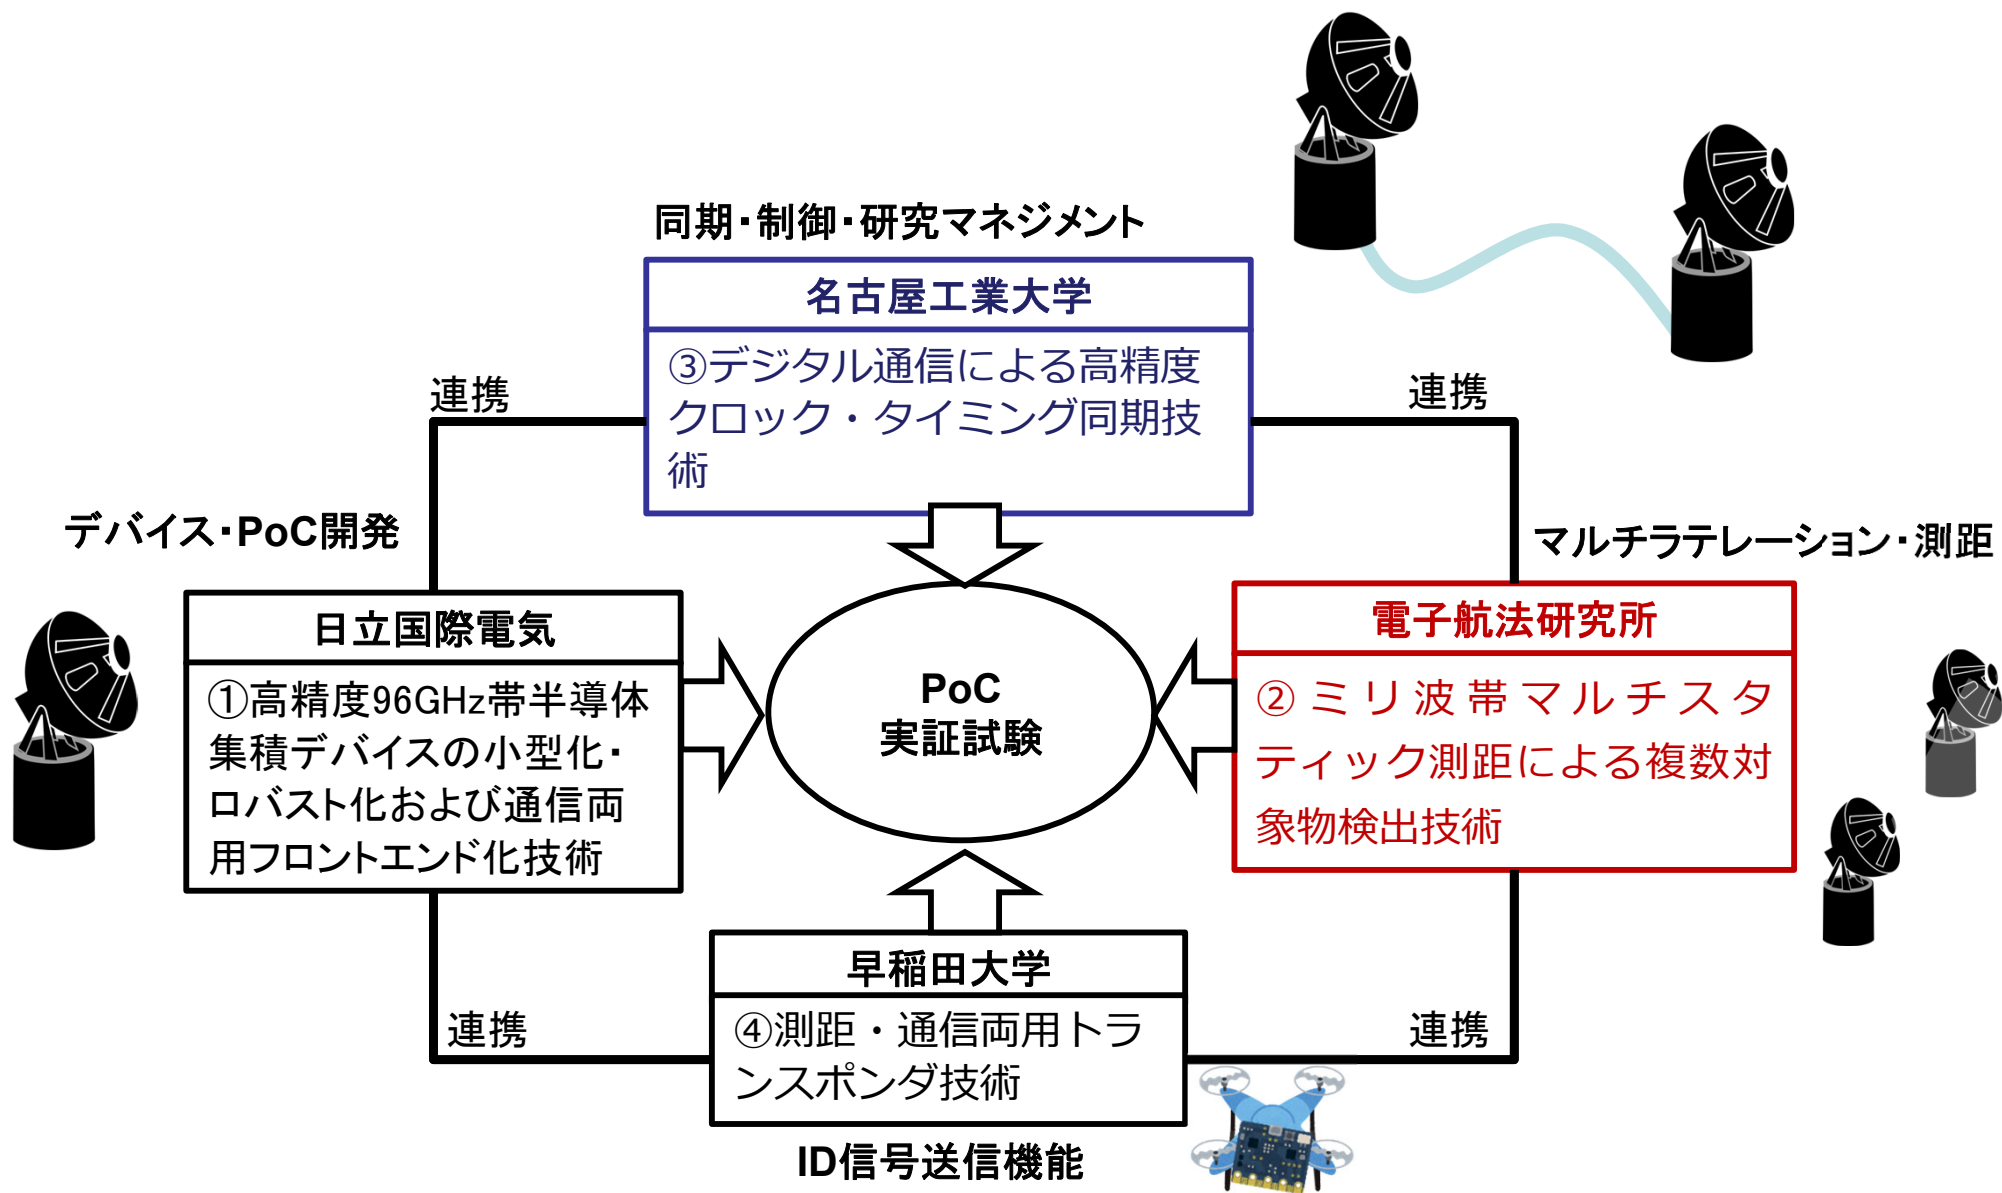 同期・制御・研究マネジメント
名古屋工業大学
③デジタル通信による高精度
クロック・タイミング同期技
術
連携
連携
デバイス・PoC開発
マルチラテレーション・測距
日立国際電気
①高精度96GHz帯半導体
集積デバイスの小型化・
ロバスト化および通信両
用フロントエンド化技術
PoC
実証試験
電子航法研究所
②ミリ波帯マルチスタ
ティック測距による複数対
象物検出技術
早稲田大学
④測距・通信両用トラ
ンスポンダ技術
連携
連携
ID信号送信機能